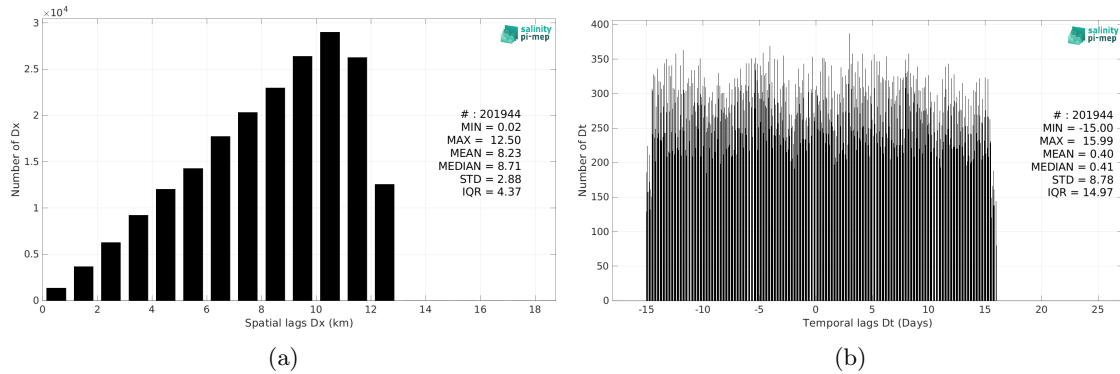 ×10⁴
3
2.5
2
1.5
1
0.5
0
Number of Dx
0 2 4 6 8 10 12 14 16 18
Spatial lags Dx (km)
salinity
pi-mep
# : 201944
MIN = 0.02
MAX = 12.50
MEAN = 8.23
MEDIAN = 8.71
STD = 2.88
IQR = 4.37
(a)
400
350
300
250
200
150
100
50
0
Number of Dt
-15 -10 -5 0 5 10 15 20 25
Temporal lags Dt (Days)
salinity
pi-mep
# : 201944
MIN = -15.00
MAX = 15.99
MEAN = 0.40
MEDIAN = 0.41
STD = 8.78
IQR = 14.97
(b)